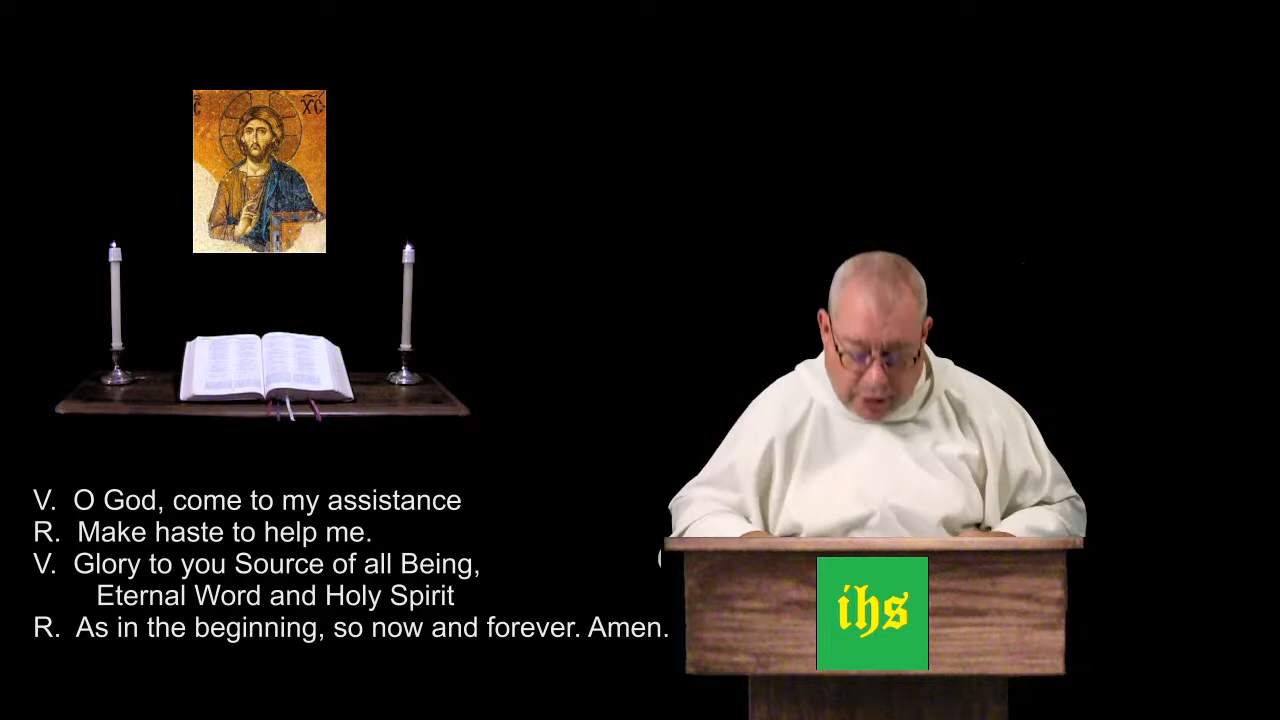 ΧC
V. O God, come to my assistance
R. Make haste to help me.
V. Glory to you Source of all Being,
Eternal Word and Holy Spirit
R. As in the beginning, so now and forever. Amen.
ihs